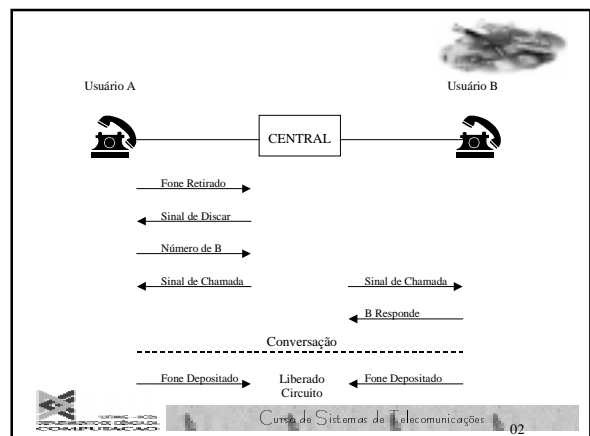 Usuário A
Usuário B
CENTRAL
Fone Retirado
Sinal de Discar
Número de B
Sinal de Chamada
Sinal de Chamada
B Responde
Conversação
Fone Depositado
Liberado
Circuito
Fone Depositado
COMPUTAÇÃO
Curso de Sistemas de Telecomunicações
02